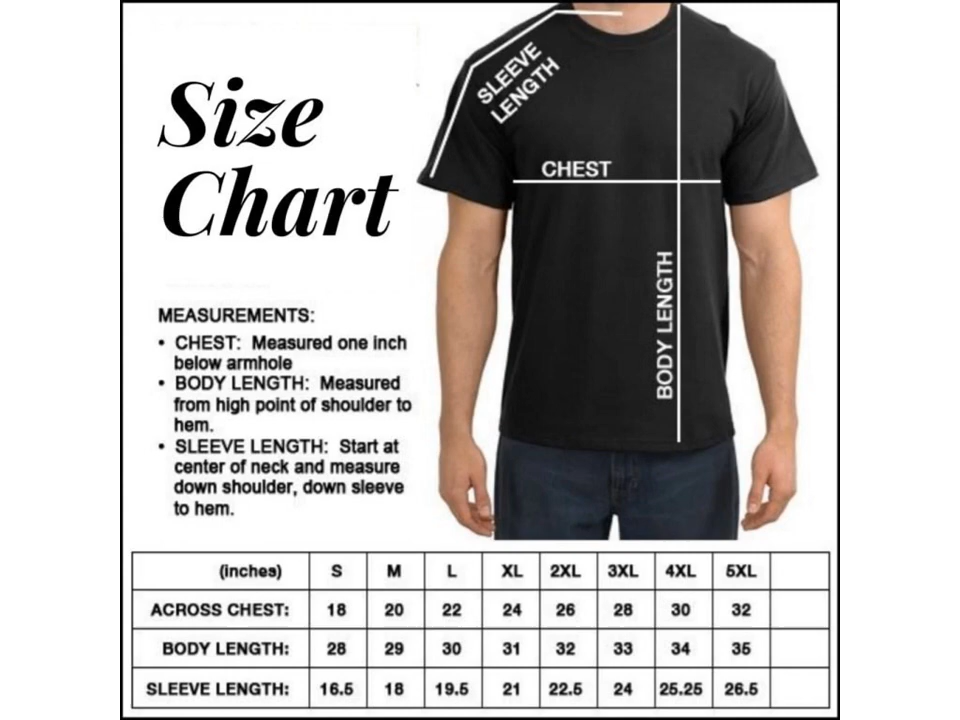 Size
Chart
SLEEVE
LENGTH
CHEST
BODY LENGTH
MEASUREMENTS:
• CHEST: Measured one inch
below armhole
• BODY LENGTH: Measured
from high point of shoulder to
hem.
• SLEEVE LENGTH: Start at
center of neck and measure
down shoulder, down sleeve
to hem.
(inches) S M L XL 2XL 3XL 4XL 5XL
ACROSS CHEST: 18 20 22 24 26 28 30 32
BODY LENGTH: 28 29 30 31 32 33 34 35
SLEEVE LENGTH: 16.5 18 19.5 21 22.5 24 25.25 26.5